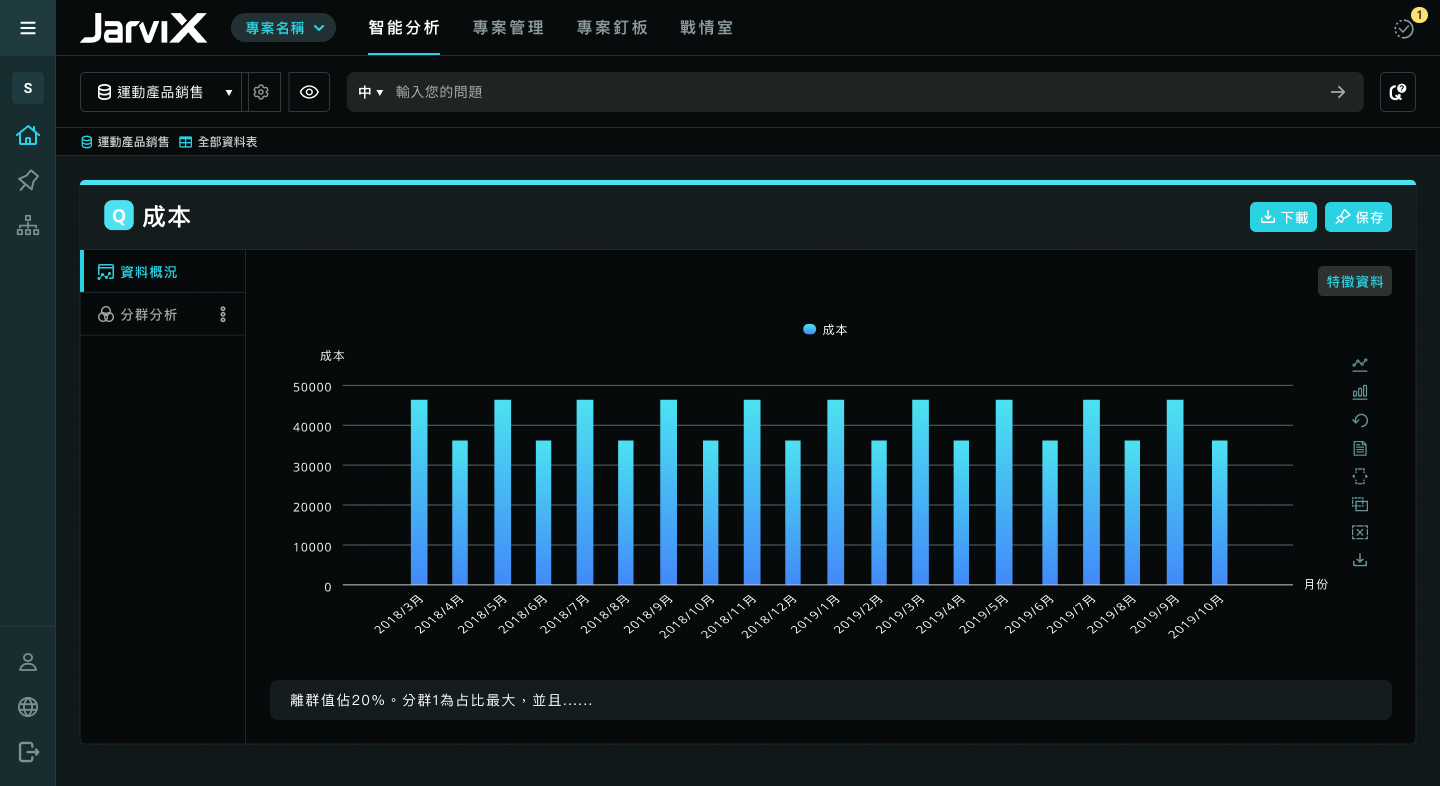 JarviX
專案名稱
智能分析
專案管理
專案釘板
戰情室
1
S
運動產品銷售
中
輸入您的問題
運動產品銷售
全部資料表
Q 成本
下載
保存
資料概況
分群分析
特徵資料
成本
成本
50000
40000
30000
20000
10000
0
月份
2018/3月
2018/4月
2018/5月
2018/6月
2018/7月
2018/8月
2018/9月
2018/10月
2018/11月
2018/12月
2019/1月
2019/2月
2019/3月
2019/4月
2019/5月
2019/6月
2019/7月
2019/8月
2019/9月
2019/10月
離群值佔20%。分群1為占比最大，並且......